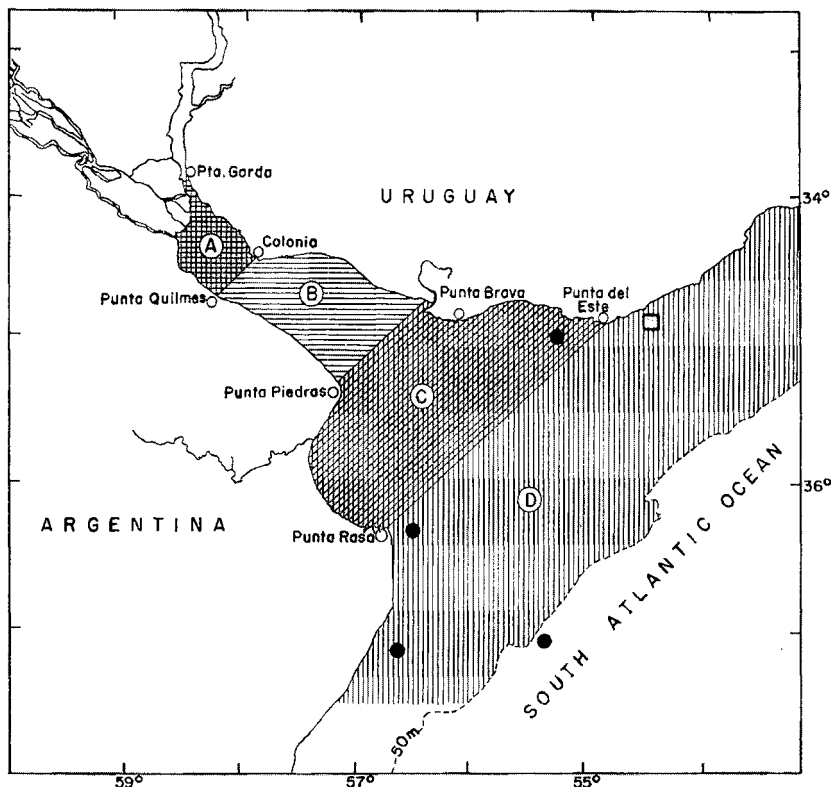 Pta. Gorda
URUGUAY
34°
A
Colonia
B
Punta Quilmes
Punta Brava
Punta del
Este
Punta Piedras
C
36°
D
ARGENTINA
Punta Rasa
SOUTH ATLANTIC OCEAN
50m
59°
57°
55°